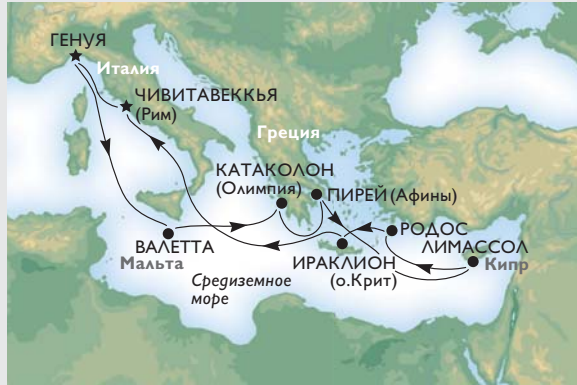 ГЕНУЯ
Италия
ЧИВИТАВЕККЬЯ
(Рим)
Греция
КАТАКОЛОН
(Олимпия)
ПИРЕЙ (Афины)
РОДОС
ВАЛЕТТА
Мальта
ЛИМАССОЛ
Кипр
ИРАКЛИОН
(о.Крит)
Средиземное
море